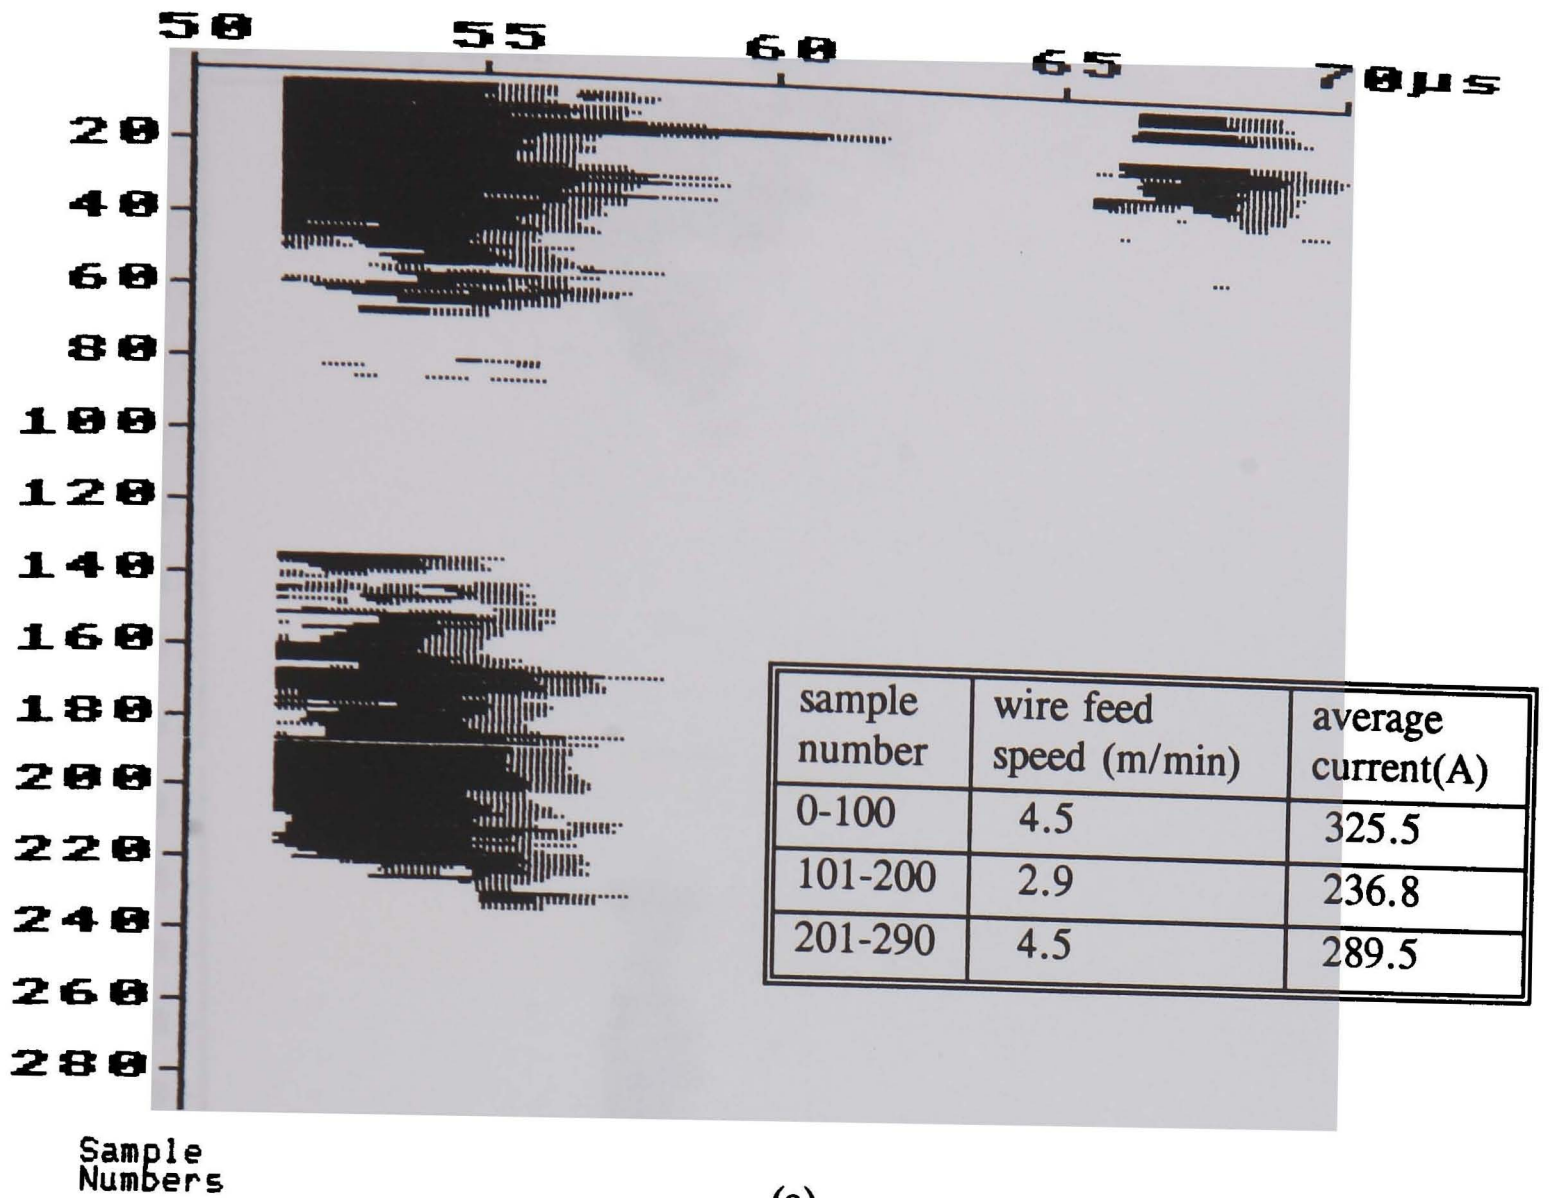 50 55 60 65 70µs
20
40
60
80
100
120
140
160
180
200
220
240
260
280
Sample
Numbers
sample number wire feed speed (m/min) average current(A)
0-100 4.5 325.5
101-200 2.9 236.8
201-290 4.5 289.5